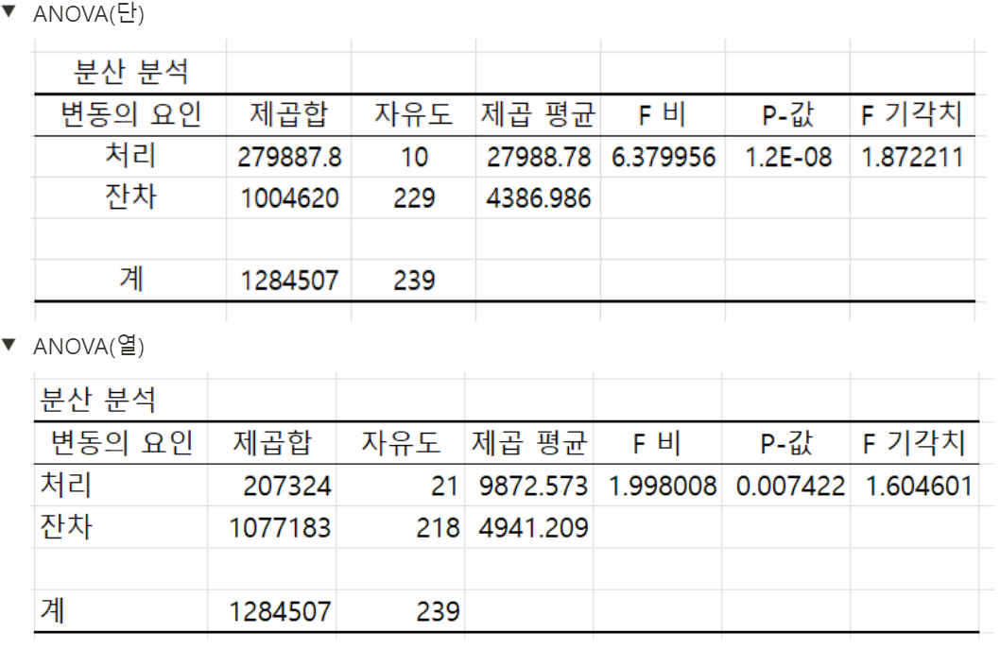 ▼ ANOVA(단)
분산 분석
변동의 요인 제곱합 자유도 제곱 평균 F 비 P-값 F 기각치
처리 279887.8 10 27988.78 6.379956 1.2E-08 1.872211
잔차 1004620 229 4386.986
계 1284507 239
▼ ANOVA(열)
분산 분석
변동의 요인 제곱합 자유도 제곱 평균 F 비 P-값 F 기각치
처리 207324 21 9872.573 1.998008 0.007422 1.604601
잔차 1077183 218 4941.209
계 1284507 239